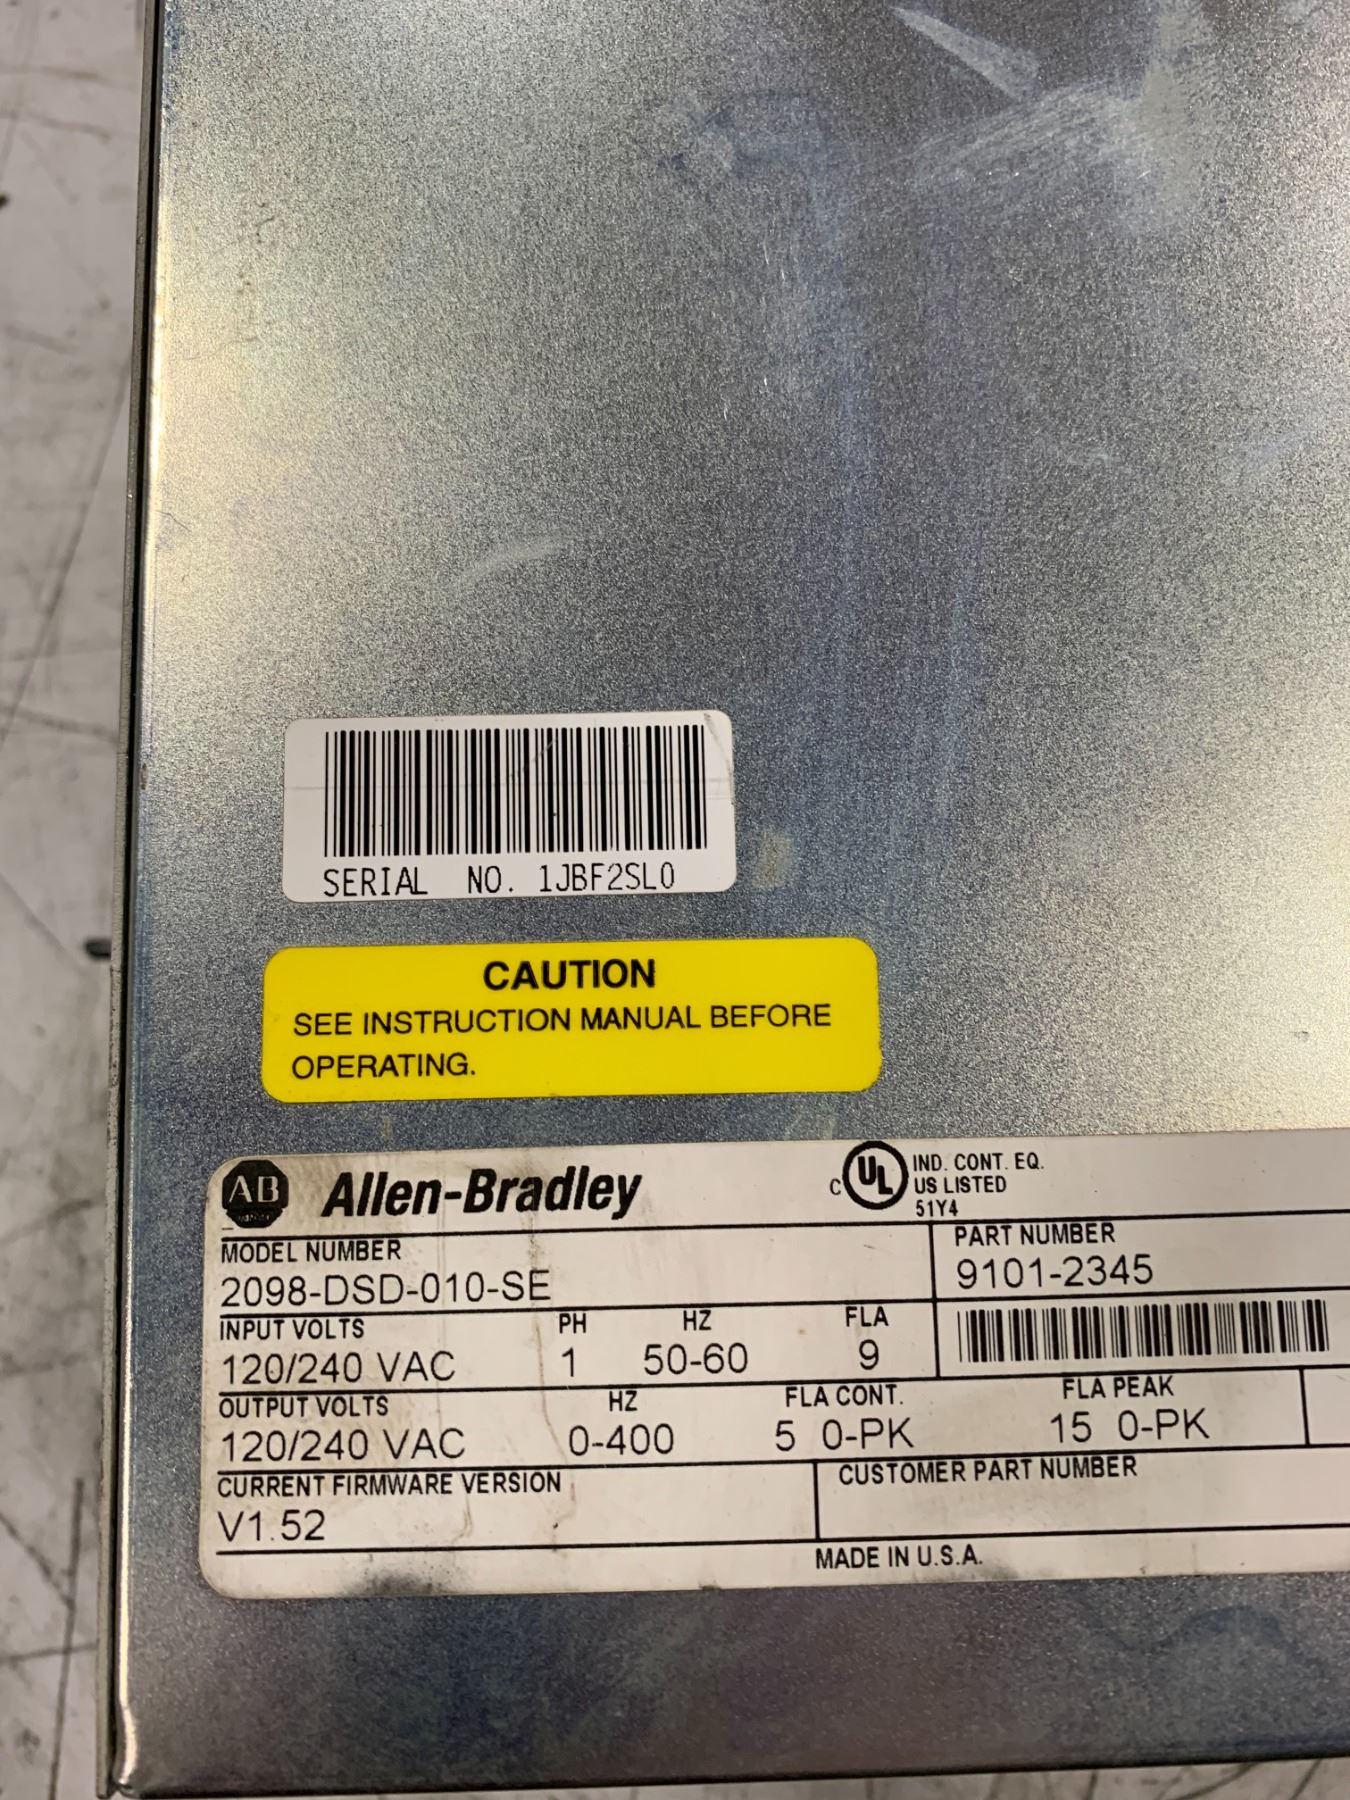 SERIAL NO. 1JBF2SL0
CAUTION
SEE INSTRUCTION MANUAL BEFORE
OPERATING.
AB Allen-Bradley
C UL IND. CONT. EQ.
US LISTED
51Y4
MODEL NUMBER
2098-DSD-010-SE
PART NUMBER
9101-2345
INPUT VOLTS PH HZ FLA
120/240 VAC 1 50-60 9
OUTPUT VOLTS HZ FLA CONT. FLA PEAK
120/240 VAC 0-400 5 0-PK 15 0-PK
CURRENT FIRMWARE VERSION
V1.52
CUSTOMER PART NUMBER
MADE IN U.S.A.